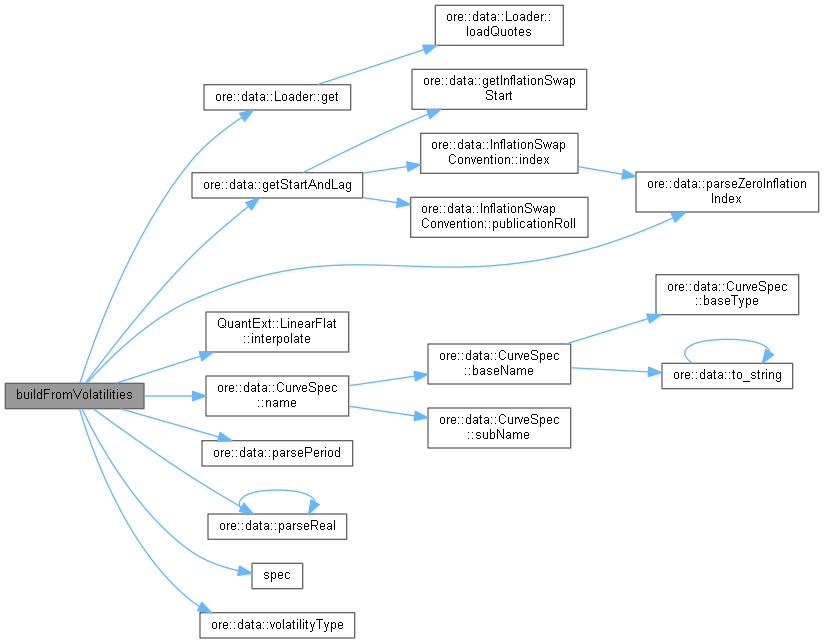 ore::data::Loader::
loadQuotes
ore::data::Loader::get
ore::data::getInflationSwap
Start
ore::data::InflationSwap
Convention::index
ore::data::getStartAndLag
ore::data::parseZeroInflation
Index
ore::data::InflationSwap
Convention::publicationRoll
ore::data::CurveSpec
::baseType
QuantExt::LinearFlat
::interpolate
ore::data::CurveSpec
::baseName
ore::data::to_string
buildFromVolatilities
ore::data::CurveSpec
::name
ore::data::CurveSpec
::subName
ore::data::parsePeriod
ore::data::parseReal
spec
ore::data::volatilityType